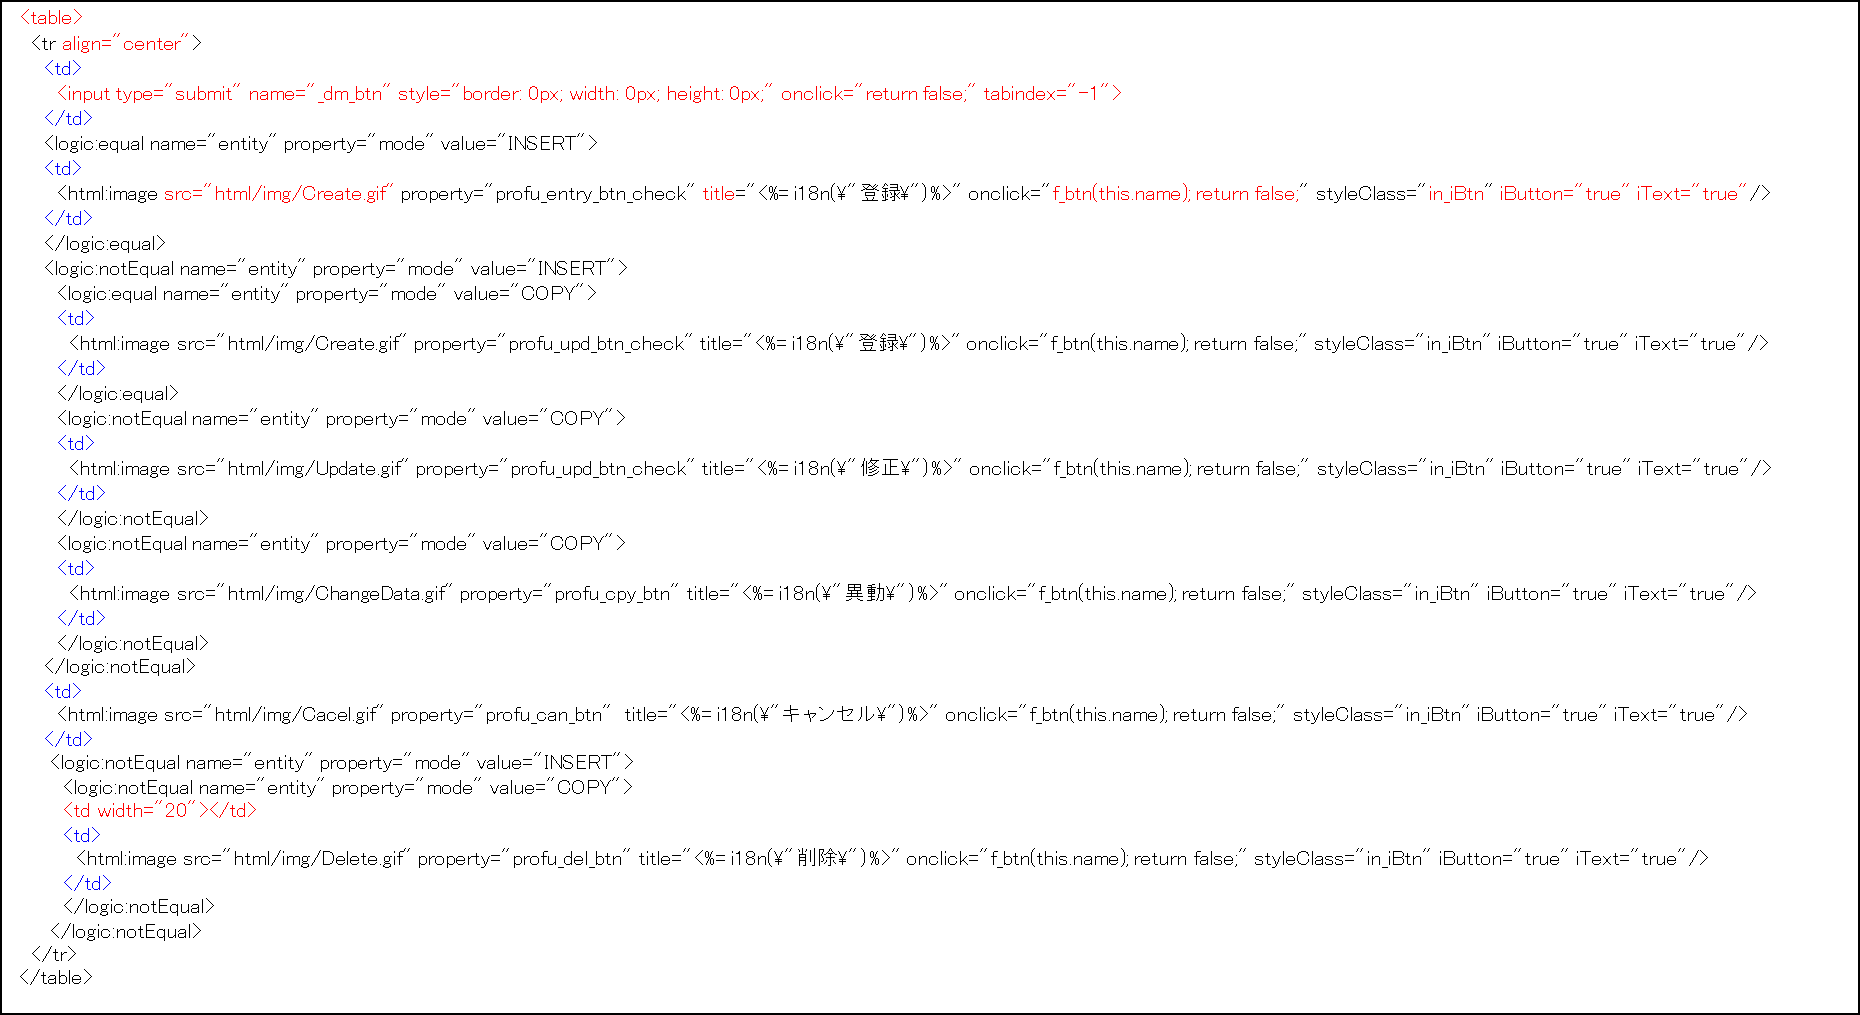 <table>
<tr align="center">
<td>
<input type="submit" name="_dm_btn" style="border: 0px; width: 0px; height: 0px;" onclick="return false;" tabindex="-1">
</td>
<logic:equal name="entity" property="mode" value="INSERT">
<td>
<html:image src="html/img/Create.gif" property="profu_entry_btn_check" title="<%= i18n(¥"登録¥")%>" onclick="f_btn(this.name); return false;" styleClass="in_iBtn" iButton="true" iText="true"/>
</td>
</logic:equal>
<logic:notEqual name="entity" property="mode" value="INSERT">
<logic:equal name="entity" property="mode" value="COPY">
<td>
<html:image src="html/img/Create.gif" property="profu_upd_btn_check" title="<%= i18n(¥"登録¥")%>" onclick="f_btn(this.name); return false;" styleClass="in_iBtn" iButton="true" iText="true"/>
</td>
</logic:equal>
<logic:notEqual name="entity" property="mode" value="COPY">
<td>
<html:image src="html/img/Update.gif" property="profu_upd_btn_check" title="<%= i18n(¥"修正¥")%>" onclick="f_btn(this.name); return false;" styleClass="in_iBtn" iButton="true" iText="true"/>
</td>
</logic:notEqual>
<logic:notEqual name="entity" property="mode" value="COPY">
<td>
<html:image src="html/img/ChangeData.gif" property="profu_cpy_btn" title="<%= i18n(¥"異動¥")%>" onclick="f_btn(this.name); return false;" styleClass="in_iBtn" iButton="true" iText="true"/>
</td>
</logic:notEqual>
</logic:notEqual>
<td>
<html:image src="html/img/Cacel.gif" property="profu_can_btn" title="<%= i18n(¥"キャンセル¥")%>" onclick="f_btn(this.name); return false;" styleClass="in_iBtn" iButton="true" iText="true"/>
</td>
<logic:notEqual name="entity" property="mode" value="INSERT">
<logic:notEqual name="entity" property="mode" value="COPY">
<td width="20"></td>
<td>
<html:image src="html/img/Delete.gif" property="profu_del_btn" title="<%= i18n(¥"削除¥")%>" onclick="f_btn(this.name); return false;" styleClass="in_iBtn" iButton="true" iText="true"/>
</td>
</logic:notEqual>
</logic:notEqual>
</tr>
</table>